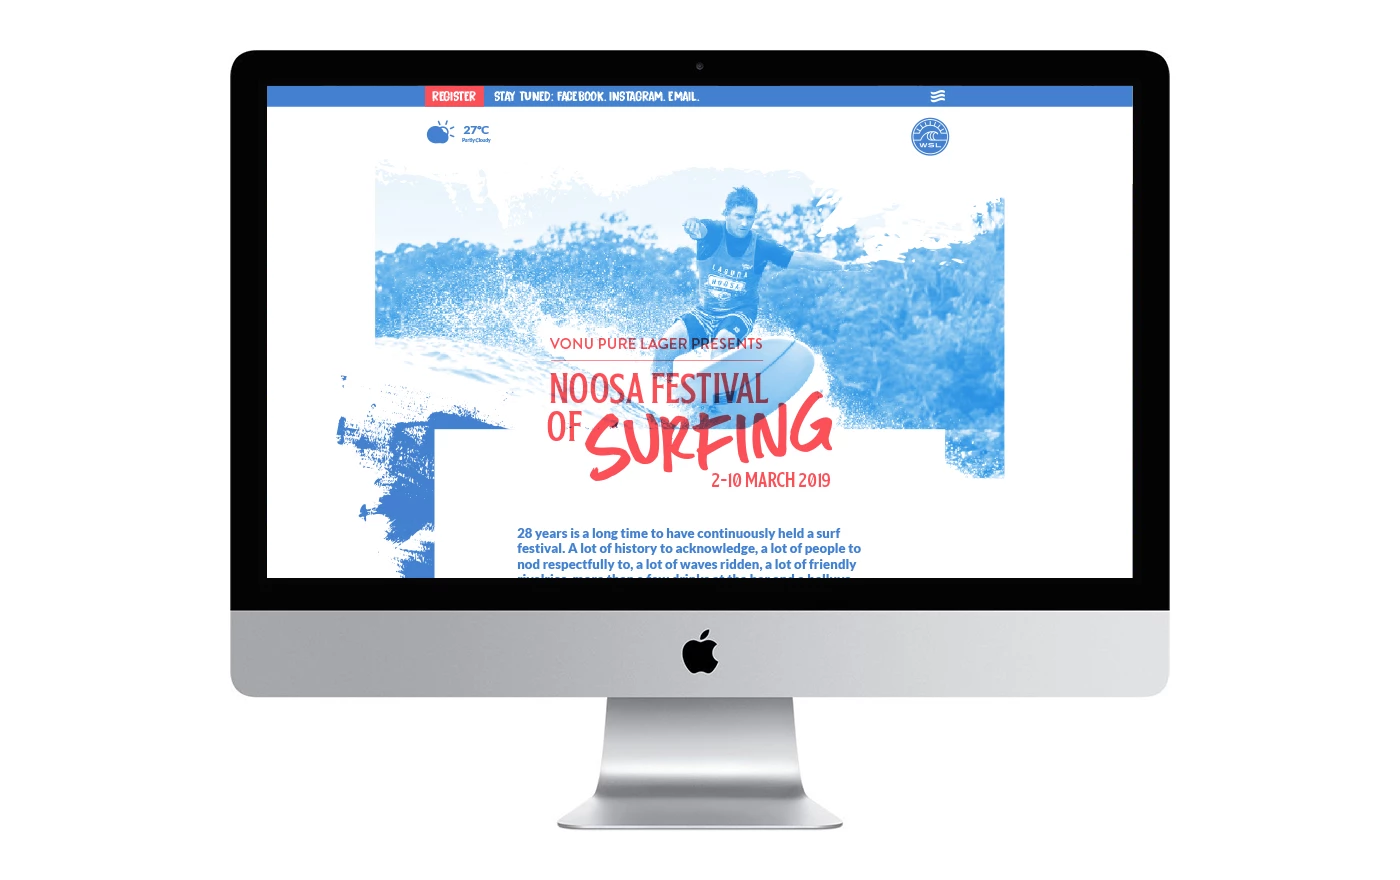 REGISTER STAY TUNED: FACEBOOK. INSTAGRAM. EMAIL.
27°C
Partly Cloudy
WSL
LAGUNA
NOOSA
VONU PURE LAGER PRESENTS
NOOSA FESTIVAL
OF SURFING
2-10 MARCH 2019
28 years is a long time to have continuously held a surf
festival. A lot of history to acknowledge, a lot of people to
nod respectfully to, a lot of waves ridden, a lot of friendly